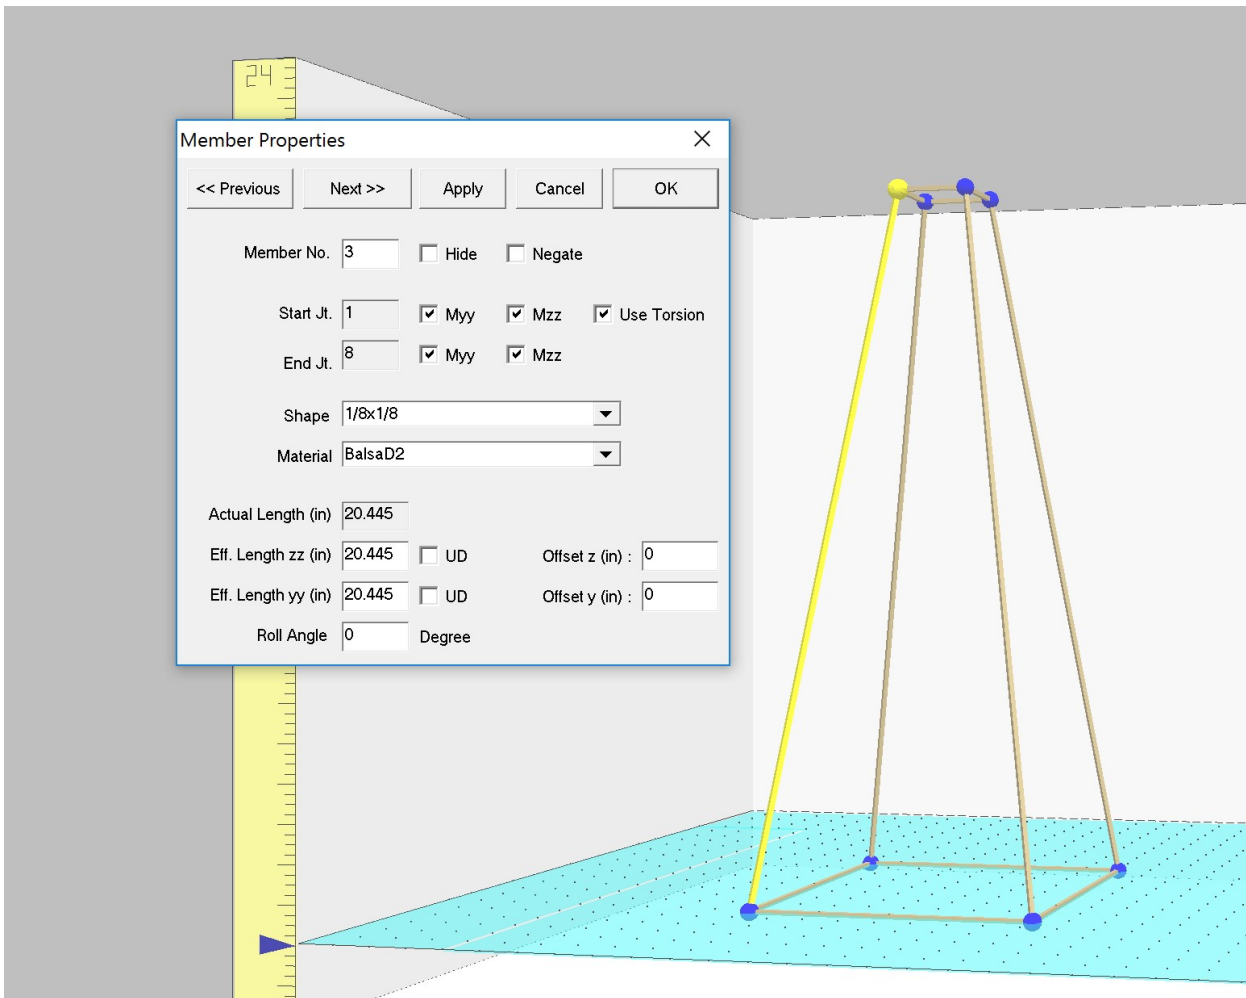 24
Member Properties
<< Previous Next >> Apply Cancel OK
Member No. 3 Hide Negate
Start Jt. 1 Myy Mzz Use Torsion
End Jt. 8 Myy Mzz
Shape 1/8x1/8
Material BalsaD2
Actual Length (in) 20.445
Eff. Length zz (in) 20.445 UD Offset z (in) : 0
Eff. Length yy (in) 20.445 UD Offset y (in) : 0
Roll Angle 0 Degree